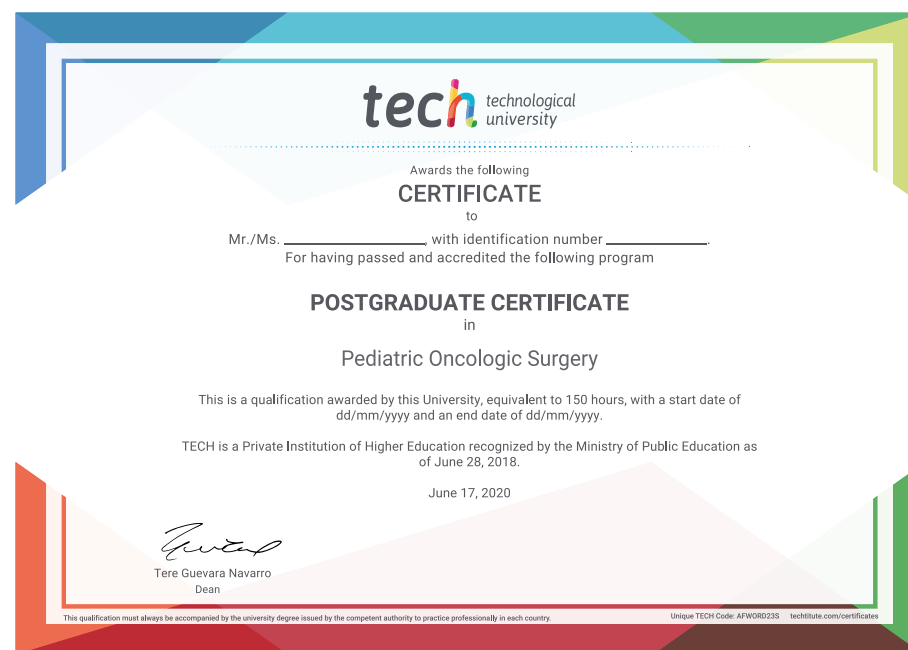 tech technological
university
Awards the following
CERTIFICATE
to
Mr./Ms. ____________________, with identification number ______________.
For having passed and accredited the following program
POSTGRADUATE CERTIFICATE
in
Pediatric Oncologic Surgery
This is a qualification awarded by this University, equivalent to 150 hours, with a start date of
dd/mm/yyyy and an end date of dd/mm/yyyy.
TECH is a Private Institution of Higher Education recognized by the Ministry of Public Education as
of June 28, 2018.
June 17, 2020
Tere Guevara Navarro
Dean
This qualification must always be accompanied by the university degree issued by the competent authority to practice professionally in each country.
Unique TECH Code: AFWORD23S techtitute.com/certificates